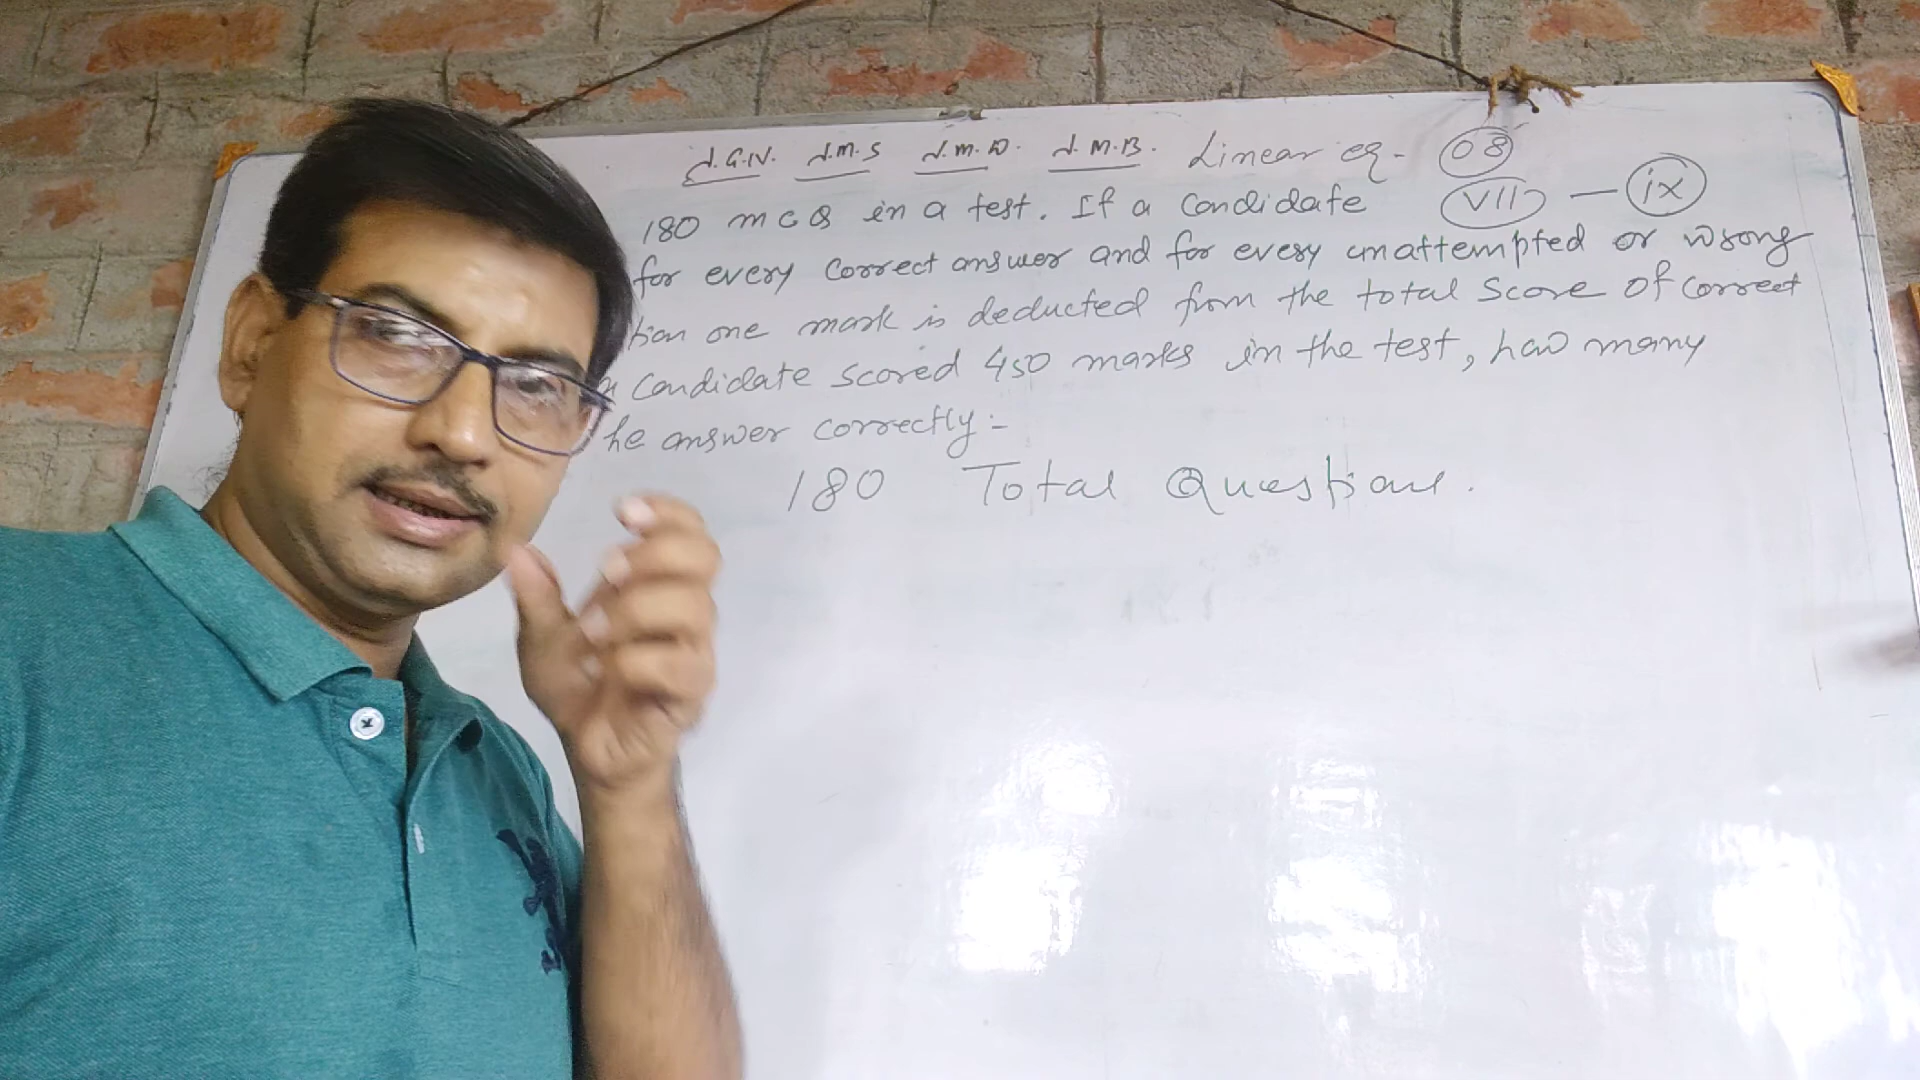 J.G.N. J.M.S J.M.D. J.M.B. Linear eq- 08
180 MCQ in a test. If a Candidate VII - ix
for every Correct answer and for every unattempted or wrong
tion one mark is deducted from the total Score of Correct
Candidate scored 450 marks in the test, how many
he answer Correctly:-
180 Total Questions.